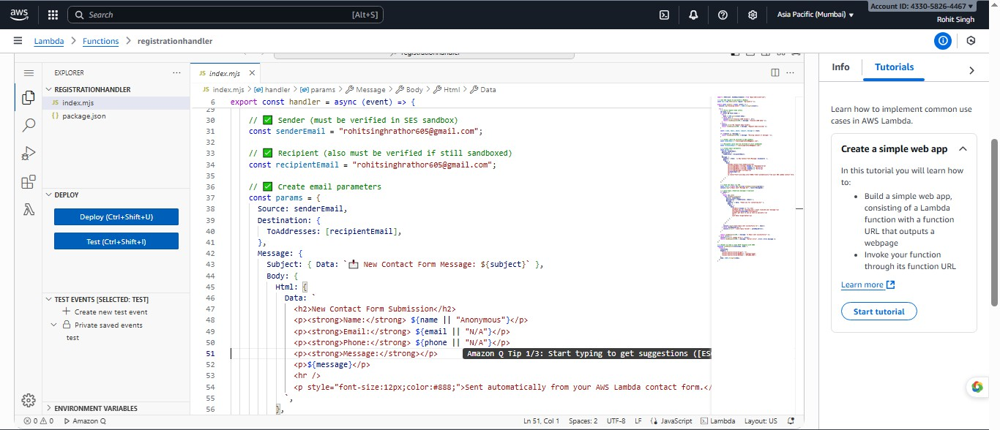 aws
Search [Alt+S]
Asia Pacific (Mumbai)
Account ID: 4330-5826-4467
Rohit Singh
Lambda > Functions > registrationhandler
EXPLORER
REGISTRATIONHANDLER
JS index.mjs
{} package.json
DEPLOY
Deploy (Ctrl+Shift+U)
Test (Ctrl+Shift+I)
TEST EVENTS [SELECTED: TEST]
Create new test event
Private saved events
test
ENVIRONMENT VARIABLES
JS index.mjs
JS index.mjs > handler > params > Message > Body > Html > Data
6 export const handler = async (event) => {
29
30 // ✅ Sender (must be verified in SES sandbox)
31 const senderEmail = "rohitsinghrathor605@gmail.com";
32
33 // ✅ Recipient (also must be verified if still sandboxed)
34 const recipientEmail = "rohitsinghrathor605@gmail.com";
35
36 // ✅ Create email parameters
37 const params = {
38 Source: senderEmail,
39 Destination: {
40 ToAddresses: [recipientEmail],
41 },
42 Message: {
43 Subject: { Data: `📩 New Contact Form Message: ${subject}` },
44 Body: {
45 Html: {
46 Data: `
47 <h2>New Contact Form Submission</h2>
48 <p><strong>Name:</strong> ${name || "Anonymous"}</p>
49 <p><strong>Email:</strong> ${email || "N/A"}</p>
50 <p><strong>Phone:</strong> ${phone || "N/A"}</p>
51 <p><strong>Message:</strong></p> Amazon Q Tip 1/3: Start typing to get suggestions ([ES
52 <p>${message}</p>
53 <hr />
54 <p style="font-size:12px;color:#888;">Sent automatically from your AWS Lambda contact form.</
55 `,
56 },
0 0 Amazon Q
Ln 51, Col 1 Spaces: 2 UTF-8 LF {} JavaScript Lambda Layout: US
Info Tutorials
Learn how to implement common use
cases in AWS Lambda.
Create a simple web app
In this tutorial you will learn how
to:
• Build a simple web app,
consisting of a Lambda
function with a function
URL that outputs a
webpage
• Invoke your function
through its function URL
Learn more
Start tutorial